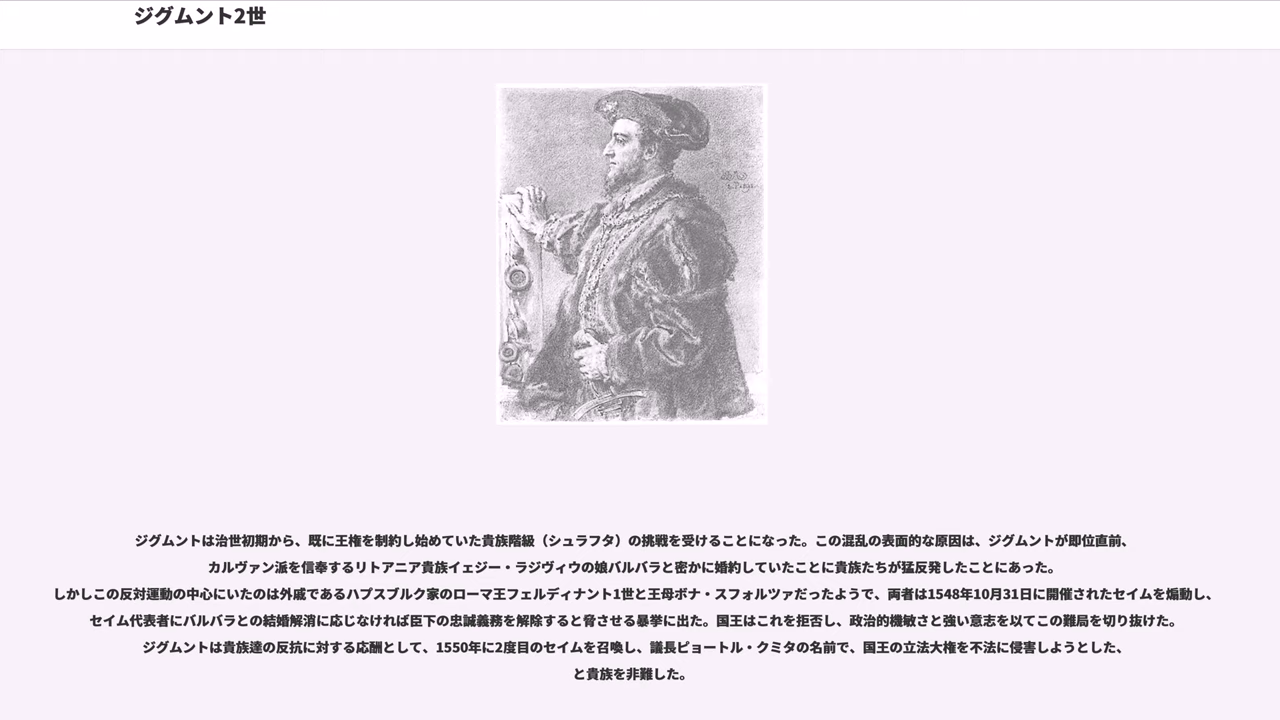 ジグムント2世
ジグムントは治世初期から、既に王権を制約し始めていた貴族階級（シュラフタ）の挑戦を受けることになった。この混乱の表面的な原因は、ジグムントが即位直前、
カルヴァン派を信奉するリトアニア貴族イェジー・ラジヴィウの娘バルバラと密かに婚約していたことに貴族たちが猛反発したことにあった。
しかしこの反対運動の中心にいたのは外戚であるハプスブルク家のローマ王フェルディナント1世と王母ボナ・スフォルツァだったようで、両者は1548年10月31日に開催されたセイムを煽動し、
セイム代表者にバルバラとの結婚解消に応じなければ臣下の忠誠義務を解除すると脅させる暴挙に出た。国王はこれを拒否し、政治的機敏さと強い意志を以てこの難局を切り抜けた。
ジグムントは貴族達の反抗に対する応酬として、1550年に2度目のセイムを召喚し、議長ピョートル・クミタの名前で、国王の立法大権を不法に侵害しようとした、
と貴族を非難した。